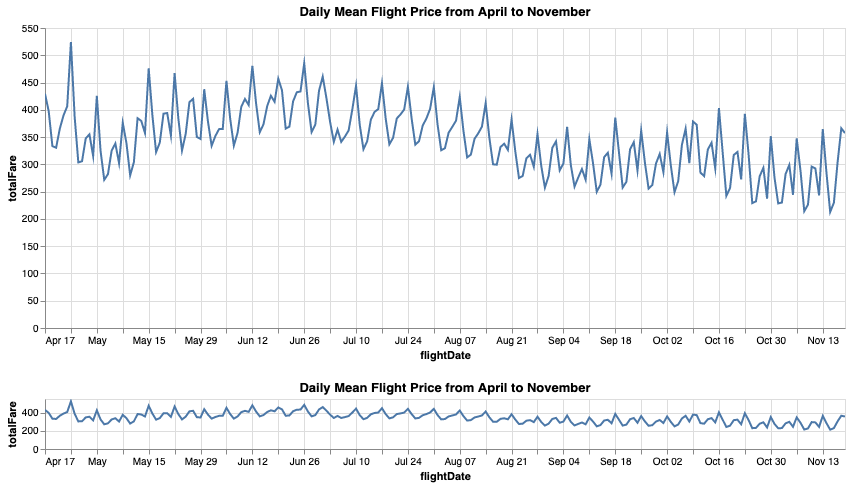 Daily Mean Flight Price from April to November
550
500
450
400
350
300
250
200
150
100
50
0
totalFare
Apr 17 May May 15 May 29 Jun 12 Jun 26 Jul 10 Jul 24 Aug 07 Aug 21 Sep 04 Sep 18 Oct 02 Oct 16 Oct 30 Nov 13
flightDate
Daily Mean Flight Price from April to November
400
200
0
totalFare
Apr 17 May May 15 May 29 Jun 12 Jun 26 Jul 10 Jul 24 Aug 07 Aug 21 Sep 04 Sep 18 Oct 02 Oct 16 Oct 30 Nov 13
flightDate